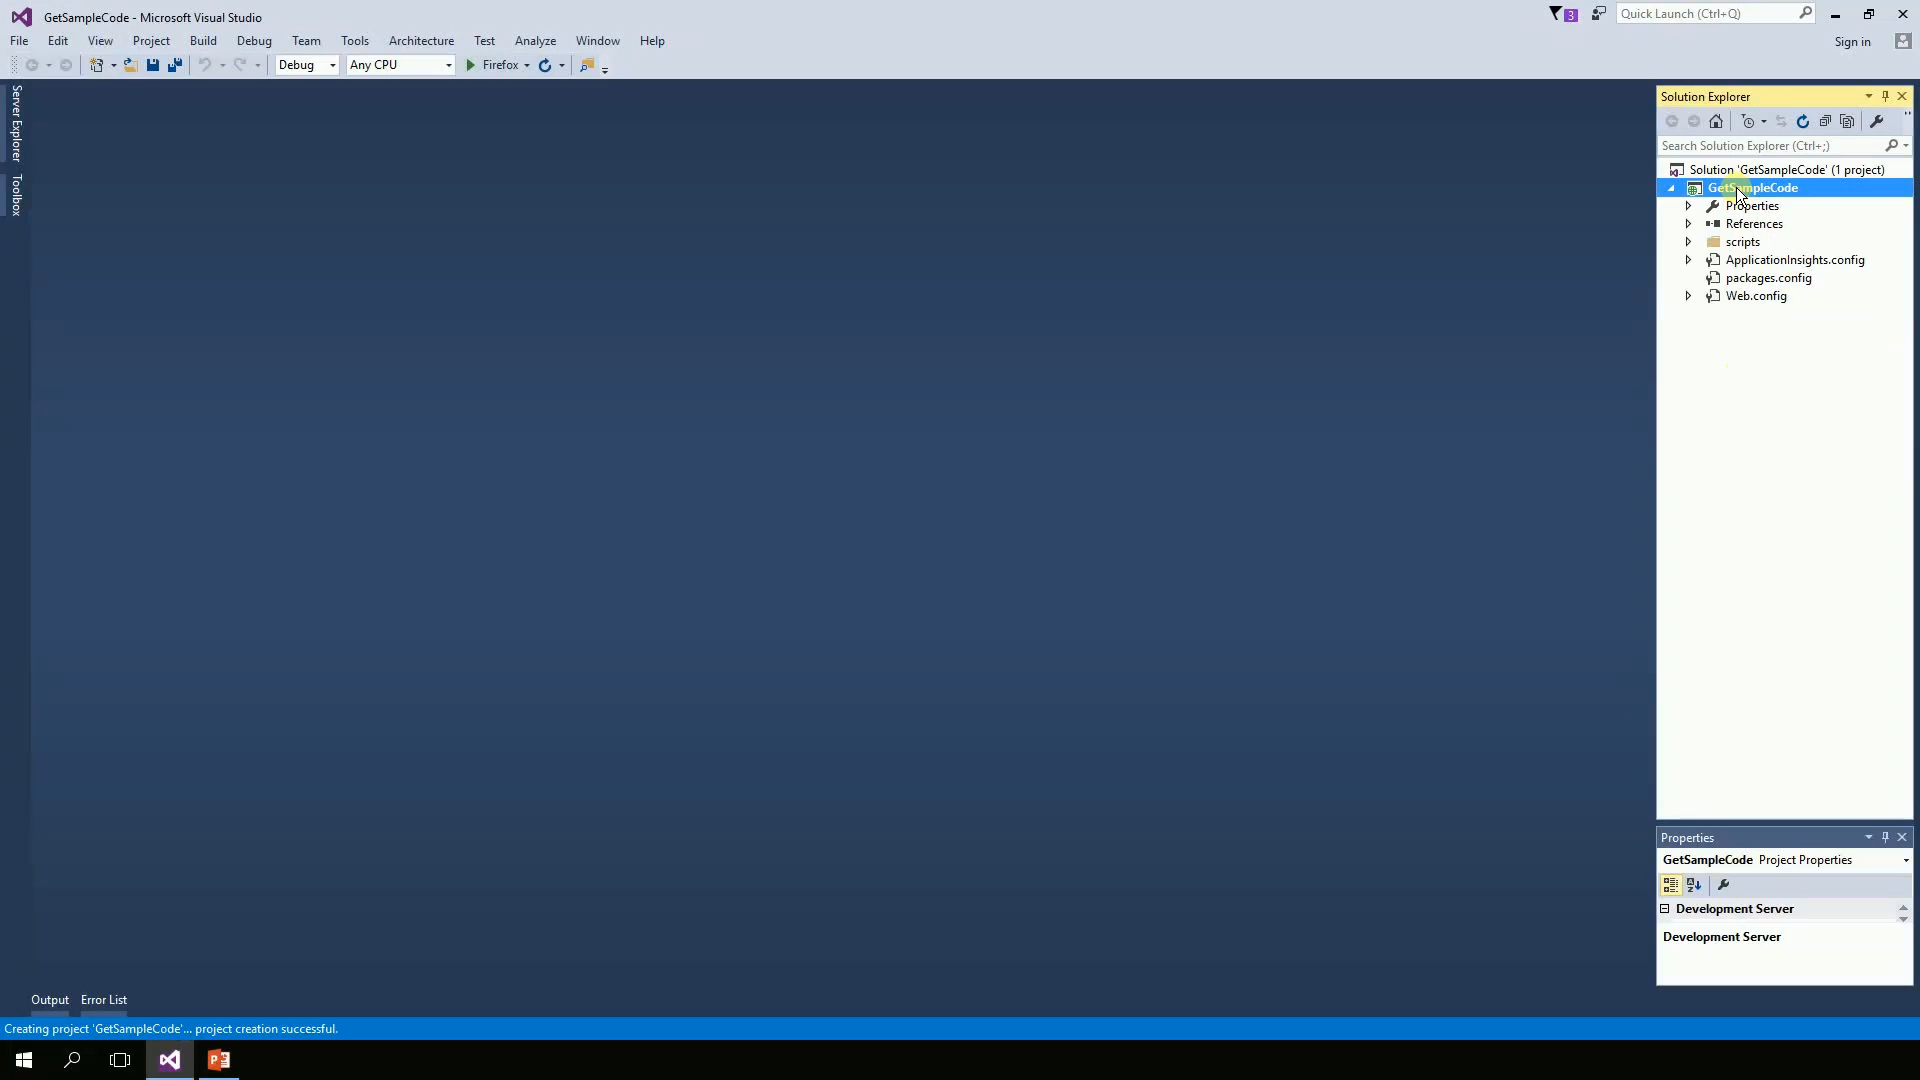 GetSampleCode - Microsoft Visual Studio
3
Quick Launch (Ctrl+Q)
File Edit View Project Build Debug Team Tools Architecture Test Analyze Window Help
Sign in
Debug Any CPU Firefox
Server Explorer
Toolbox
Solution Explorer
Search Solution Explorer (Ctrl+;)
Solution 'GetSampleCode' (1 project)
GetSampleCode
Properties
References
scripts
ApplicationInsights.config
packages.config
Web.config
Properties
GetSampleCode Project Properties
Development Server
Development Server
Output Error List
Creating project 'GetSampleCode'... project creation successful.